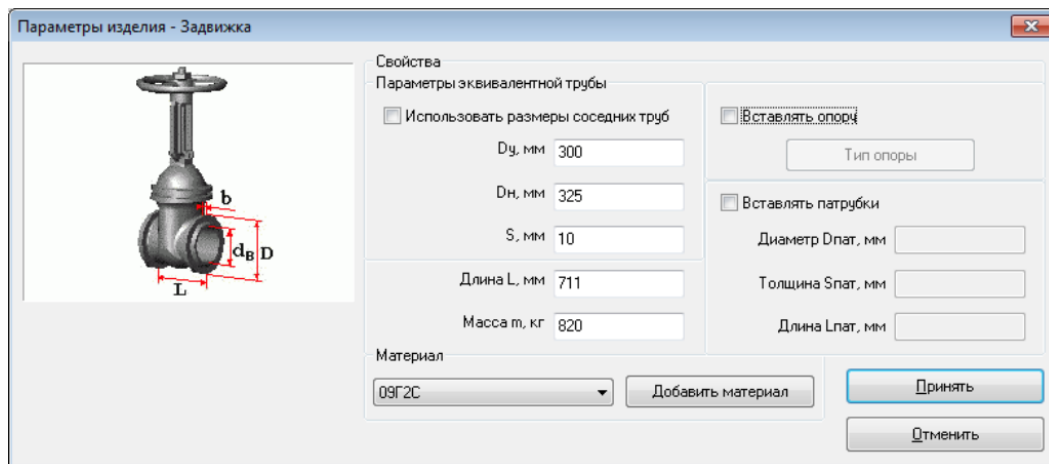 Параметры изделия - Задвижка
b
dв D
L
Свойства
Параметры эквивалентной трубы
Использовать размеры соседних труб
Dу, мм 300
Dн, мм 325
S, мм 10
Длина L, мм 711
Масса m, кг 820
Вставлять опору
Тип опоры
Вставлять патрубки
Диаметр Dпат, мм
Толщина Sпат, мм
Длина Lпат, мм
Материал
09Г2С
Добавить материал
Принять
Отменить